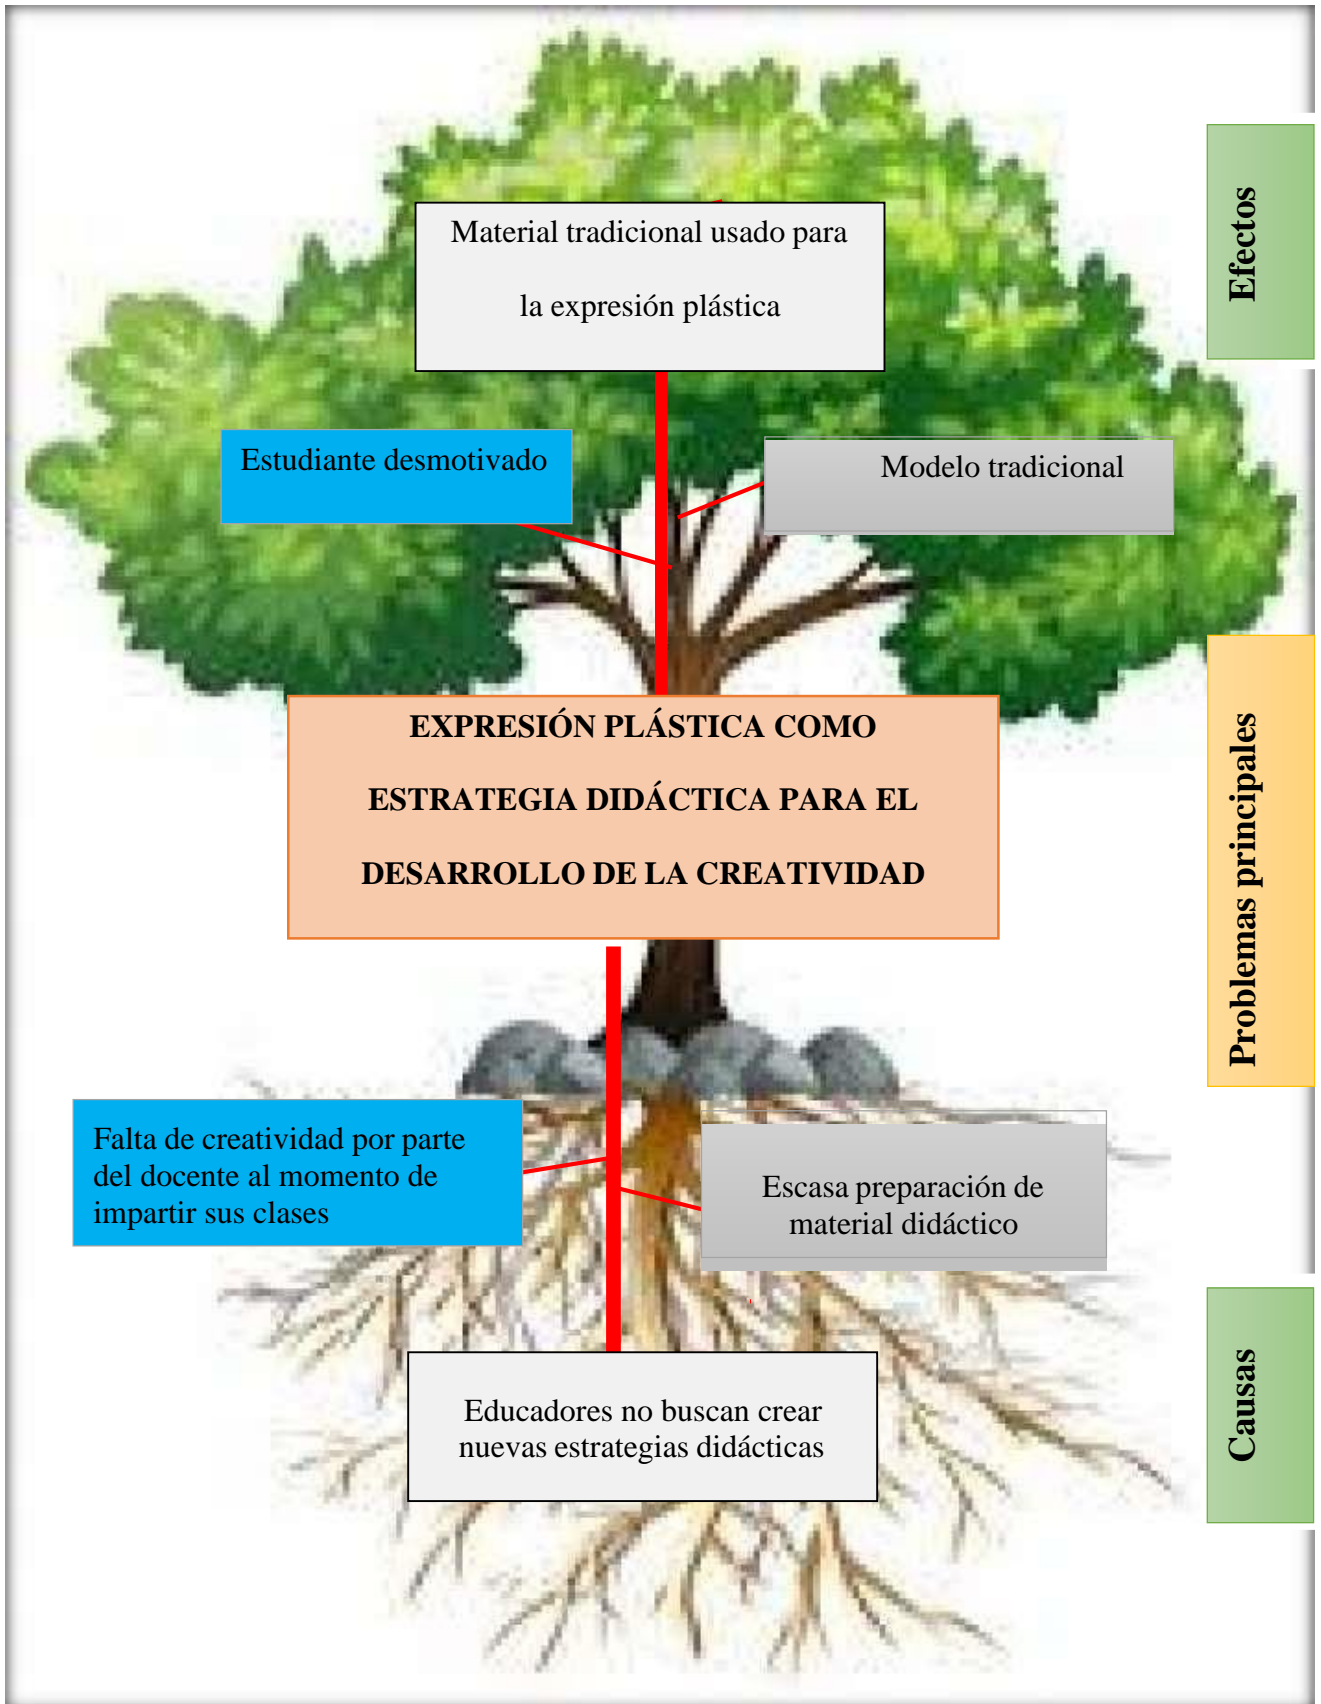 Efectos
Material tradicional usado para
la expresión plástica
Estudiante desmotivado
Modelo tradicional
Problemas principales
EXPRESIÓN PLÁSTICA COMO
ESTRATEGIA DIDÁCTICA PARA EL
DESARROLLO DE LA CREATIVIDAD
Falta de creatividad por parte
del docente al momento de
impartir sus clases
Escasa preparación de
material didáctico
Causas
Educadores no buscan crear
nuevas estrategias didácticas